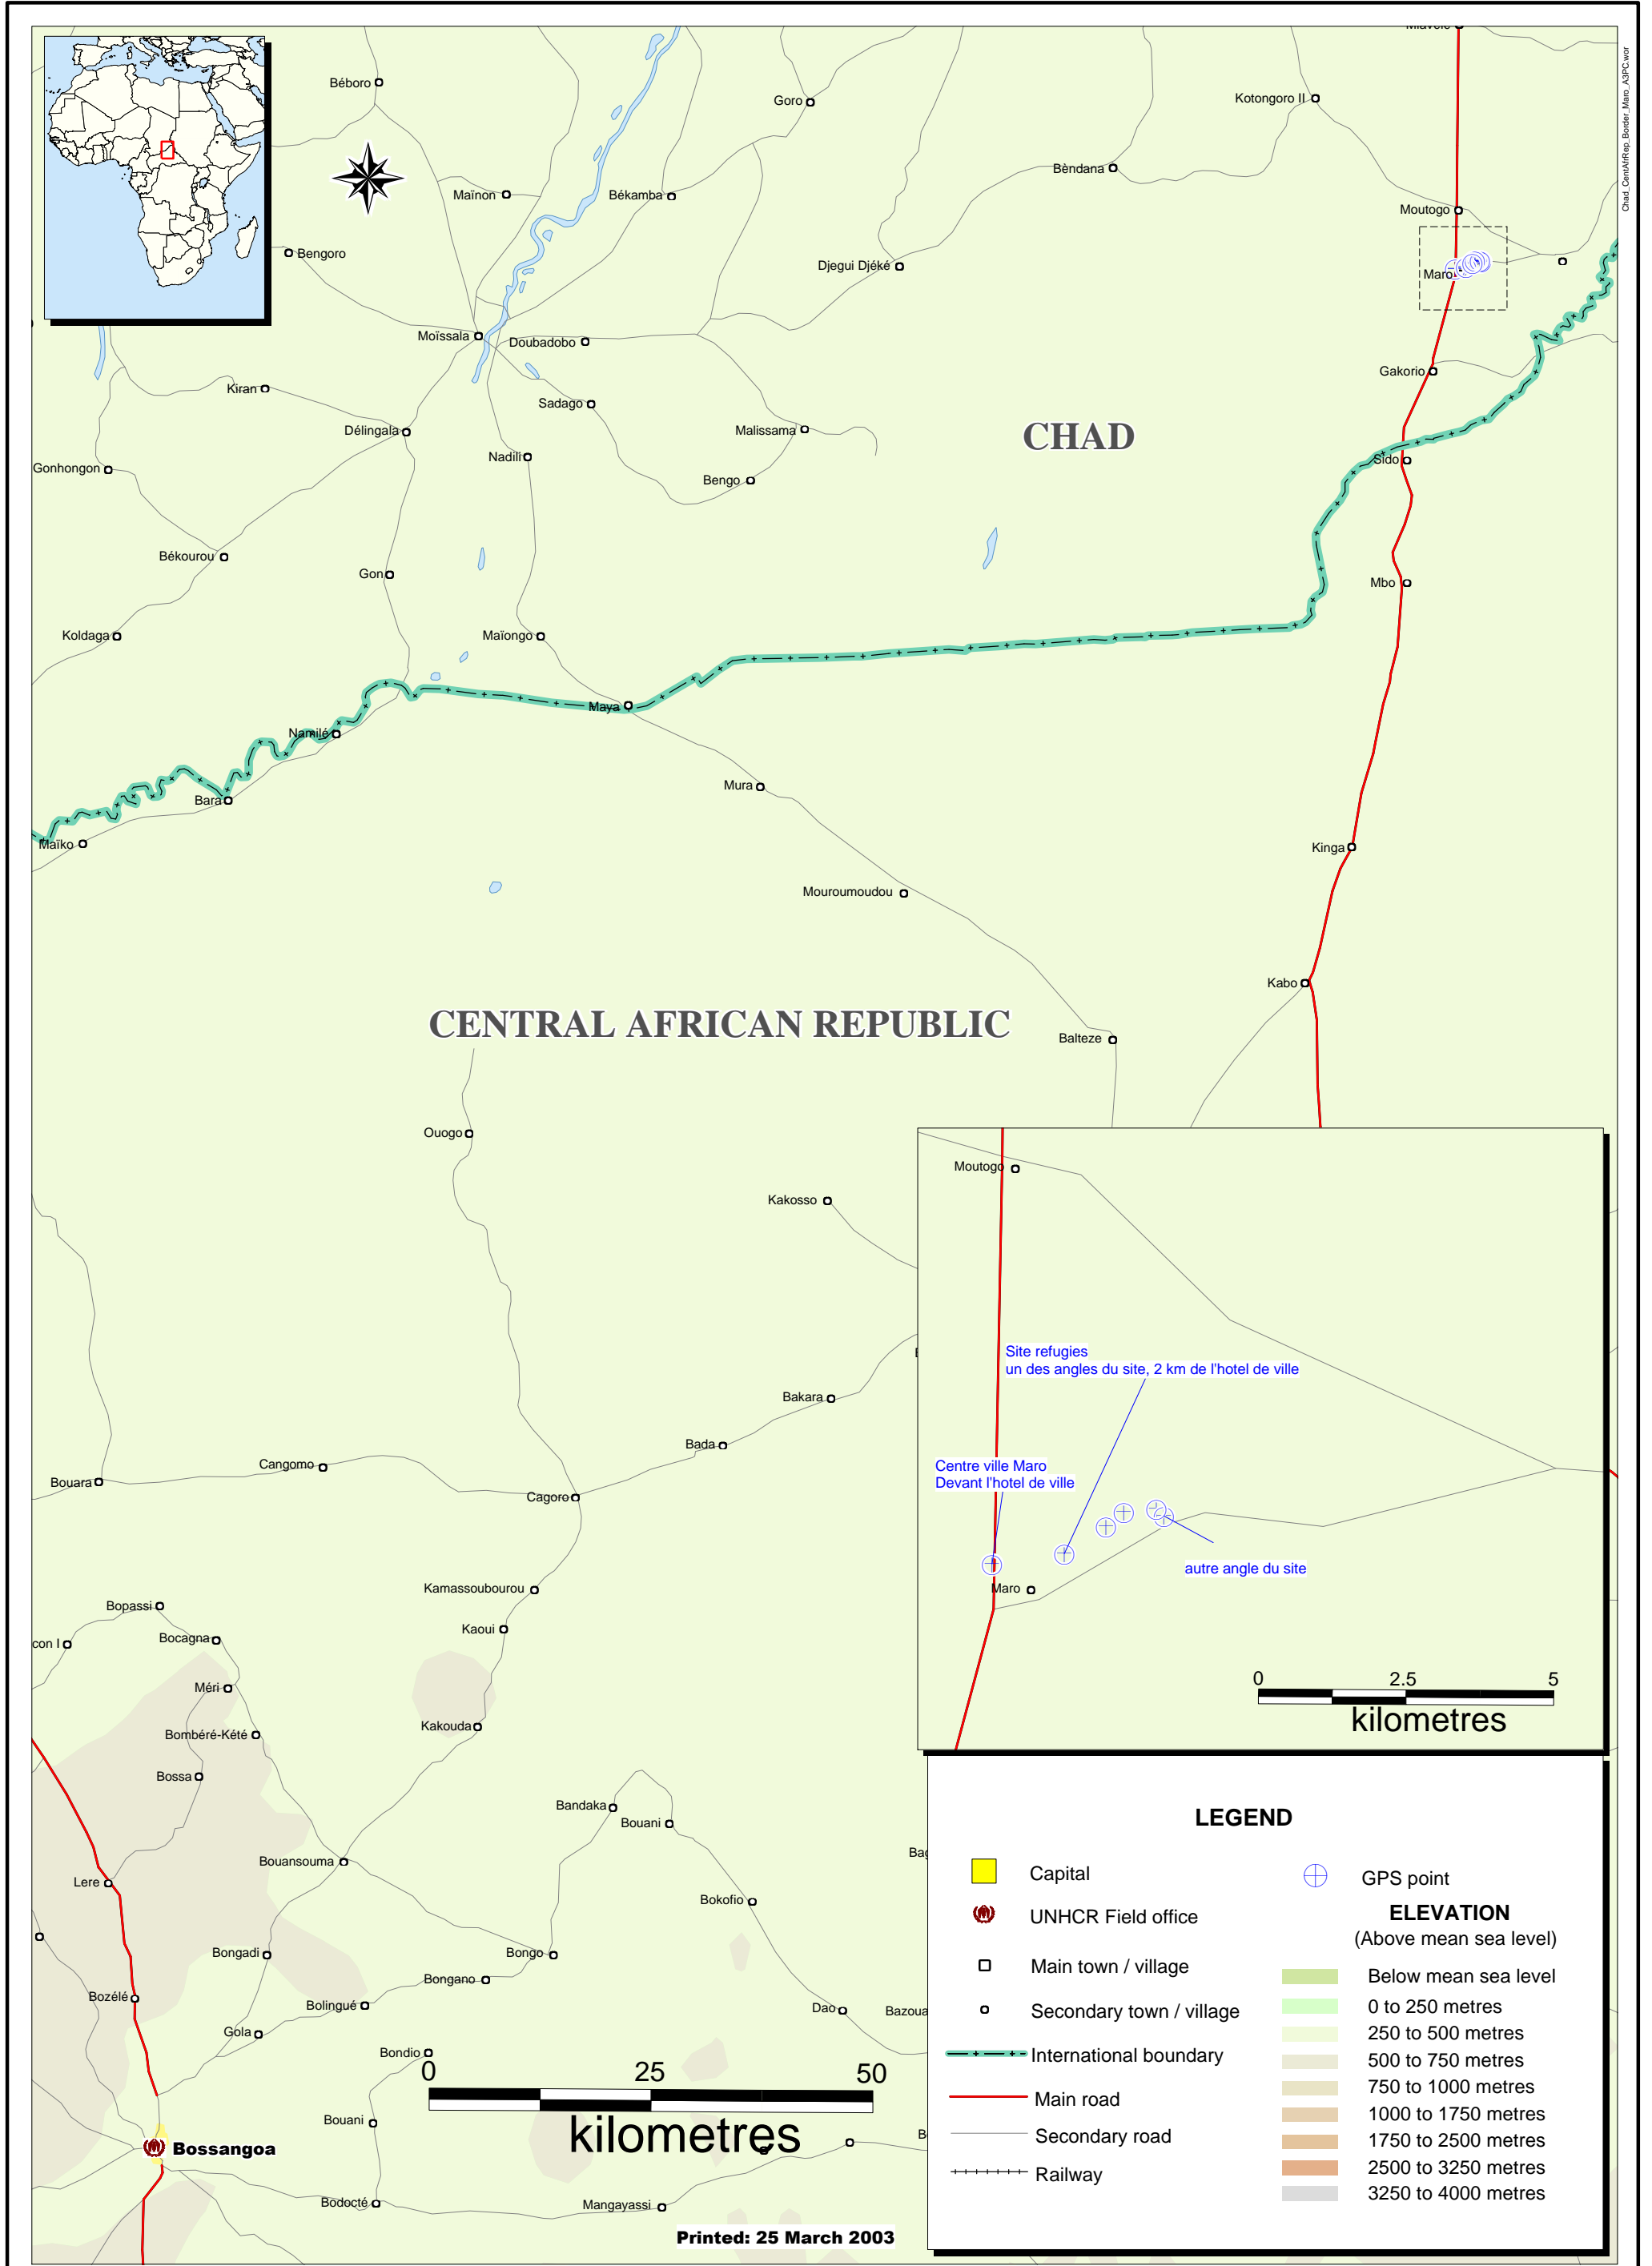 Chad_CentAfrRep_Border_Maro_A3PC.wor
Béboro
Goro
Kotongoro II
Bèndana
Maïnon
Békamba
Moutogo
Bengoro
Djegui Djéké
Maro
Moïssala
Doubadobo
Gakorio
Kiran
Sadago
Délingala
Malissama
CHAD
Nadili
Sido
Gonhongon
Bengo
Békourou
Gon
Mbo
Koldaga
Maïongo
Maya
Namilé
Mura
Bara
Maïko
Kinga
Mouroumoudou
Kabo
CENTRAL AFRICAN REPUBLIC
Balteze
Ouogo
Kakosso
Bakara
Bada
Cangomo
Bouara
Cagoro
Kamassoubourou
Bopassi
Kaoui
Bocagna
con I
Méri
Kakouda
Bombéré-Kété
Bossa
Bandaka
Bouani
Bouansouma
Lere
Bokofio
Bongadi
Bongo
Bongano
Bozélé
Bolingué
Dao
Bazoua
Gola
Bondio
0 25 50
kilometres
Bouani
Bossangoa
Bodocté
Mangayassi
Printed: 25 March 2003
Moutogo
Site refugies
un des angles du site, 2 km de l'hotel de ville
Centre ville Maro
Devant l'hotel de ville
autre angle du site
Maro
0 2.5 5
kilometres
LEGEND
Capital
UNHCR Field office
Main town / village
Secondary town / village
International boundary
Main road
Secondary road
Railway
GPS point
ELEVATION
(Above mean sea level)
Below mean sea level
0 to 250 metres
250 to 500 metres
500 to 750 metres
750 to 1000 metres
1000 to 1750 metres
1750 to 2500 metres
2500 to 3250 metres
3250 to 4000 metres